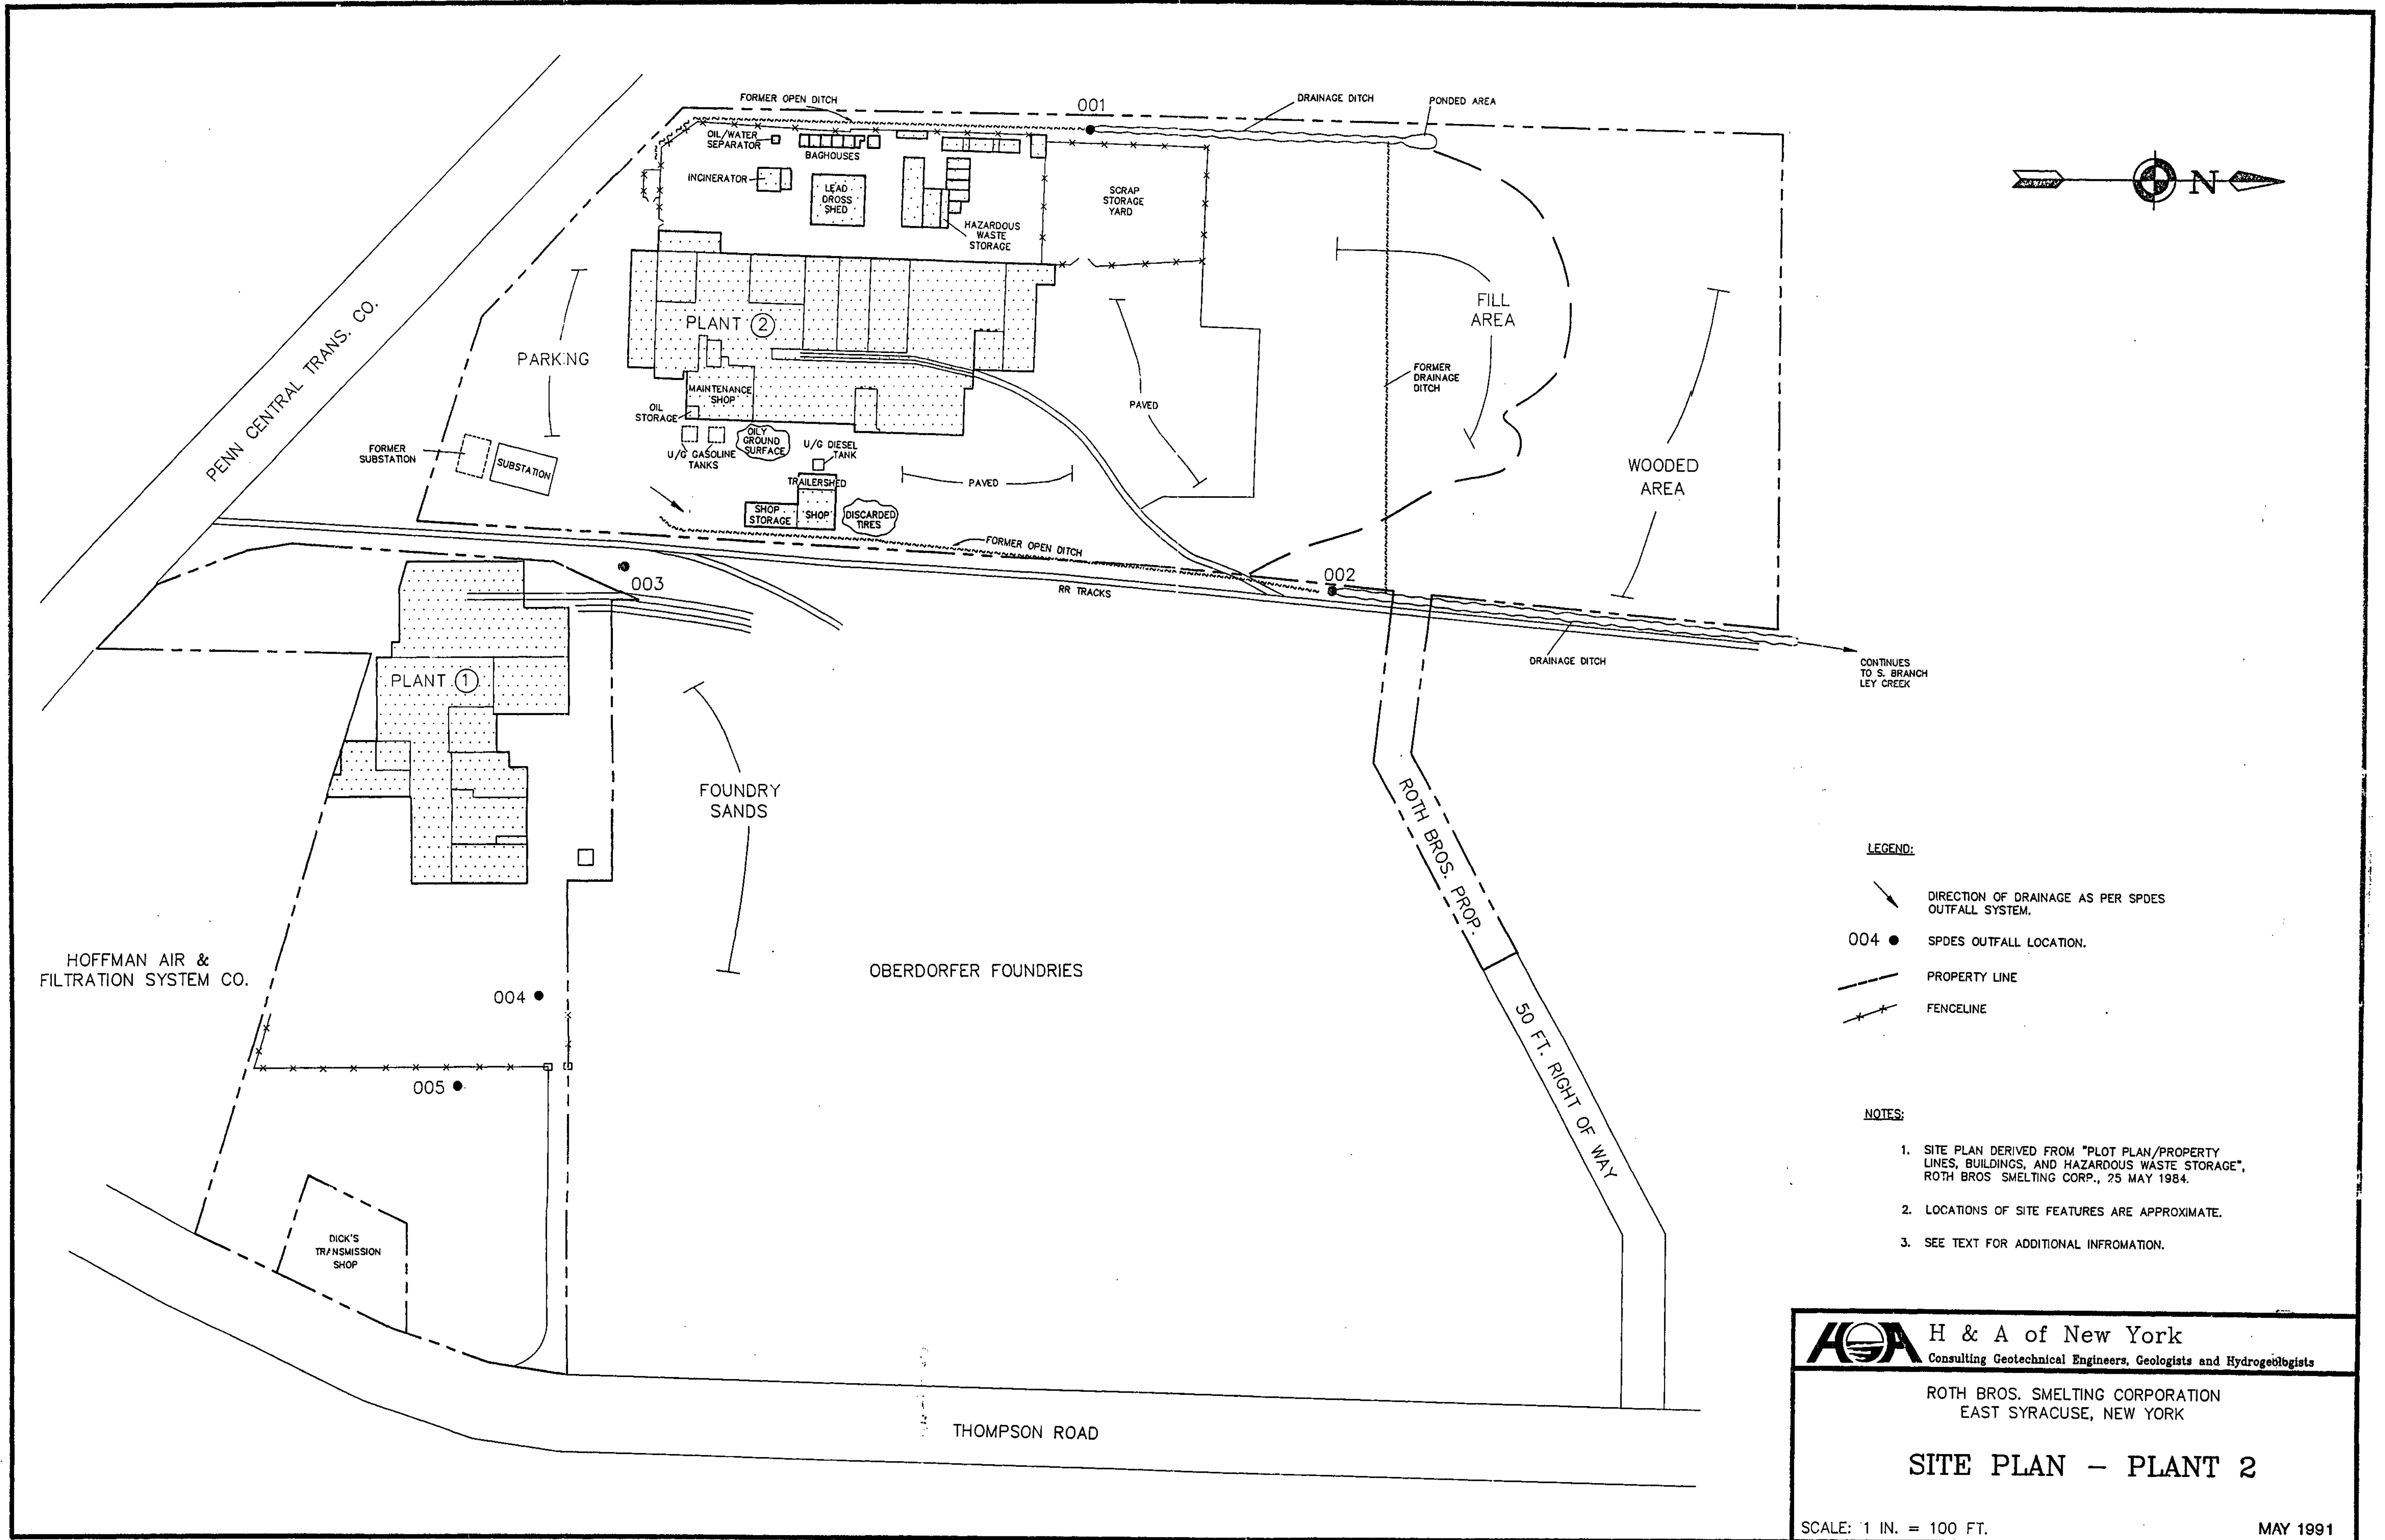 FORMER OPEN DITCH
001
DRAINAGE DITCH
PONDED AREA
OIL/WATER
SEPARATOR
BAGHOUSES
INCINERATOR
LEAD
DROSS
SHED
HAZARDOUS
WASTE
STORAGE
SCRAP
STORAGE
YARD
N
PENN CENTRAL TRANS. CO.
PARKING
PLANT 2
FILL
AREA
FORMER
DRAINAGE
DITCH
MAINTENANCE
SHOP
OIL
STORAGE
PAVED
OILY
GROUND
SURFACE
U/G GASOLINE
TANKS
U/G DIESEL
TANK
FORMER
SUBSTATION
SUBSTATION
TRAILERSHED
PAVED
SHOP
STORAGE
SHOP
DISCARDED
TIRES
WOODED
AREA
FORMER OPEN DITCH
003
002
RR TRACKS
DRAINAGE DITCH
CONTINUES
TO S. BRANCH
LEY CREEK
PLANT 1
FOUNDRY
SANDS
ROTH BROS. PROP.
HOFFMAN AIR &
FILTRATION SYSTEM CO.
OBERDORFER FOUNDRIES
004
005
50 FT. RIGHT OF WAY
DICK'S
TRANSMISSION
SHOP
THOMPSON ROAD
LEGEND:
DIRECTION OF DRAINAGE AS PER SPDES
OUTFALL SYSTEM.
004 SPDES OUTFALL LOCATION.
PROPERTY LINE
FENCELINE
NOTES:
1. SITE PLAN DERIVED FROM "PLOT PLAN/PROPERTY
LINES, BUILDINGS, AND HAZARDOUS WASTE STORAGE",
ROTH BROS SMELTING CORP., 25 MAY 1984.
2. LOCATIONS OF SITE FEATURES ARE APPROXIMATE.
3. SEE TEXT FOR ADDITIONAL INFROMATION.
H&A H & A of New York
Consulting Geotechnical Engineers, Geologists and Hydrogeologists
ROTH BROS. SMELTING CORPORATION
EAST SYRACUSE, NEW YORK
SITE PLAN - PLANT 2
SCALE: 1 IN. = 100 FT.
MAY 1991